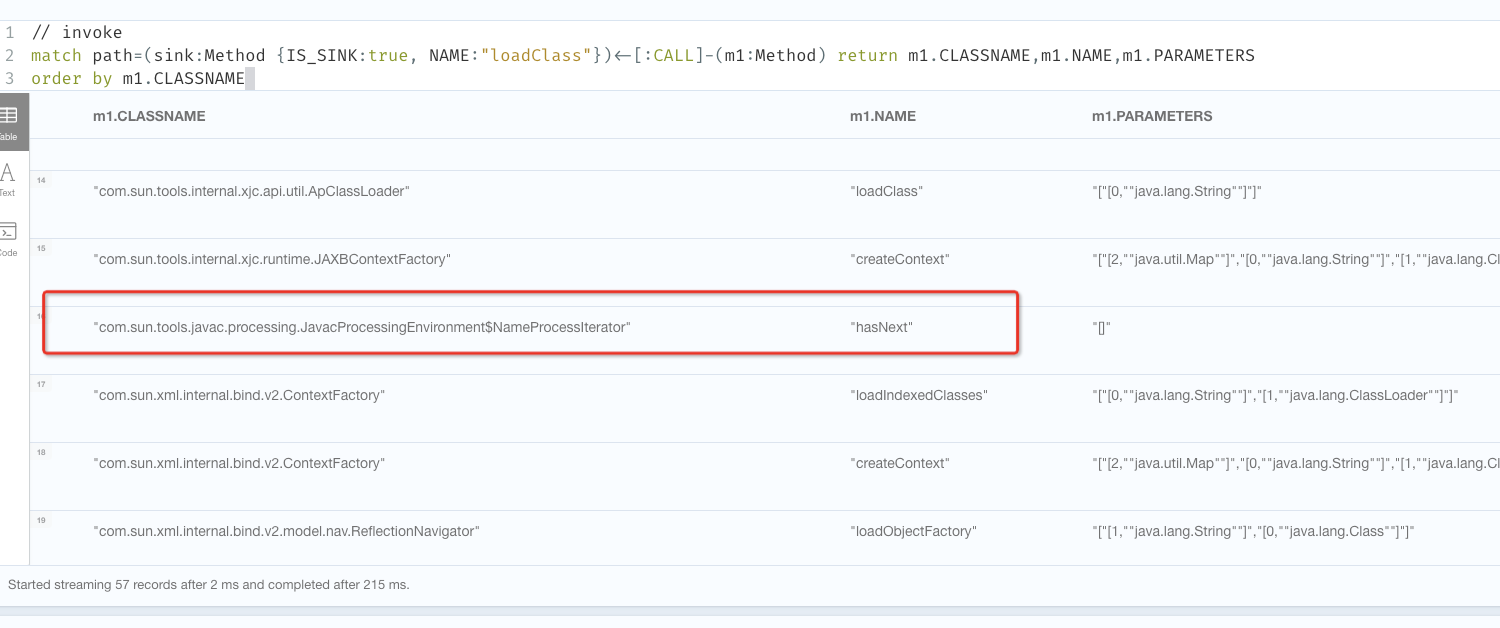 1 // invoke
2 match path=(sink:Method {IS_SINK:true, NAME:"loadClass"})<-[:CALL]-(m1:Method) return m1.CLASSNAME,m1.NAME,m1.PARAMETERS
3 order by m1.CLASSNAME
m1.CLASSNAME m1.NAME m1.PARAMETERS
Table
Text
Code
14 "com.sun.tools.internal.xjc.api.util.ApClassLoader" "loadClass" "["[0,""java.lang.String""]"]"
15 "com.sun.tools.internal.xjc.runtime.JAXBContextFactory" "createContext" "["[2,""java.util.Map""]","[0,""java.lang.String""]","[1,""java.lang.Cl
16 "com.sun.tools.javac.processing.JavacProcessingEnvironment$NameProcessIterator" "hasNext" "[]"
17 "com.sun.xml.internal.bind.v2.ContextFactory" "loadIndexedClasses" "["[0,""java.lang.String""]","[1,""java.lang.ClassLoader""]"]"
18 "com.sun.xml.internal.bind.v2.ContextFactory" "createContext" "["[2,""java.util.Map""]","[0,""java.lang.String""]","[1,""java.lang.Cl
19 "com.sun.xml.internal.bind.v2.model.nav.ReflectionNavigator" "loadObjectFactory" "["[1,""java.lang.String""]","[0,""java.lang.Class""]"]"
Started streaming 57 records after 2 ms and completed after 215 ms.